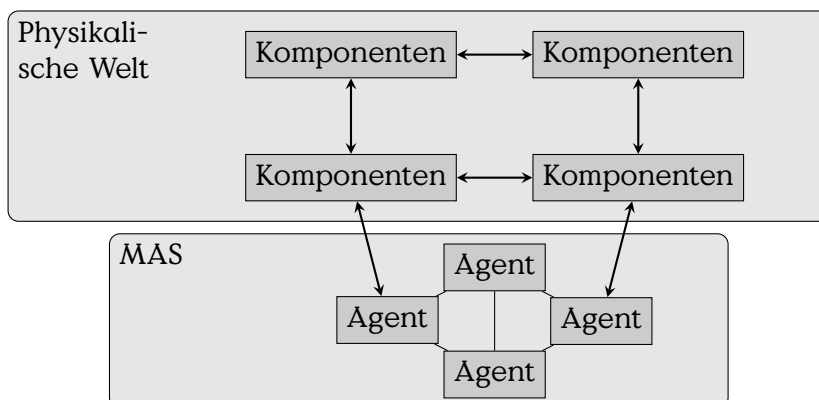 Physikali-
sche Welt
Komponenten
Komponenten
Komponenten
Komponenten
MAS
Agent
Agent
Agent
Agent